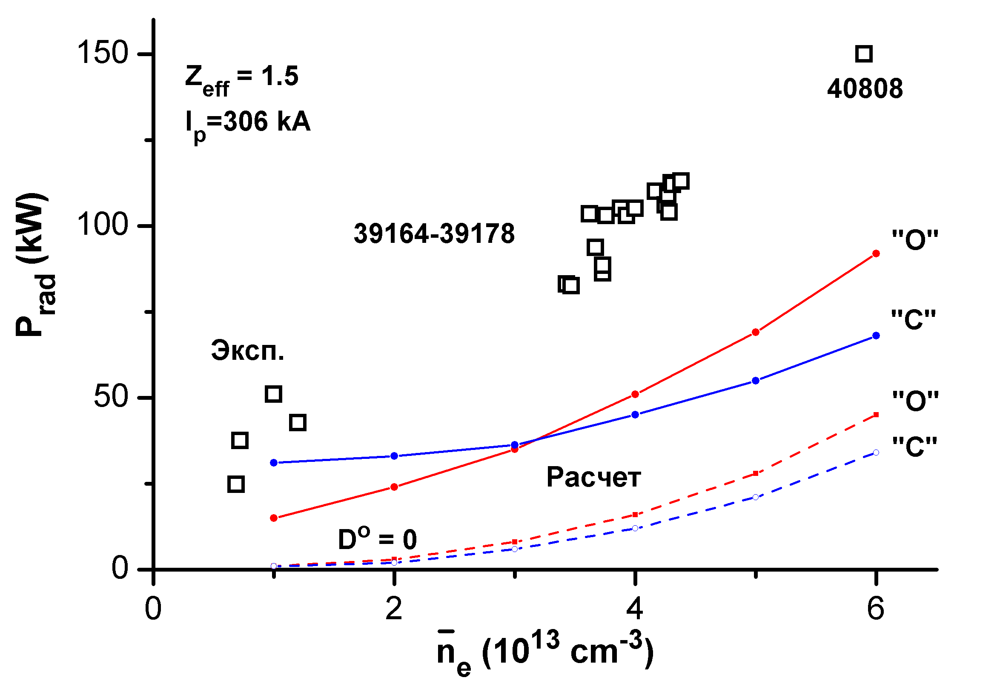 150
100
50
0
P_rad (kW)
Z_eff = 1.5
I_p=306 kA
40808
39164-39178
"O"
"C"
Эксп.
"O"
"C"
Расчет
D^O = 0
0 2 4 6
n̄_e (10^13 cm^-3)